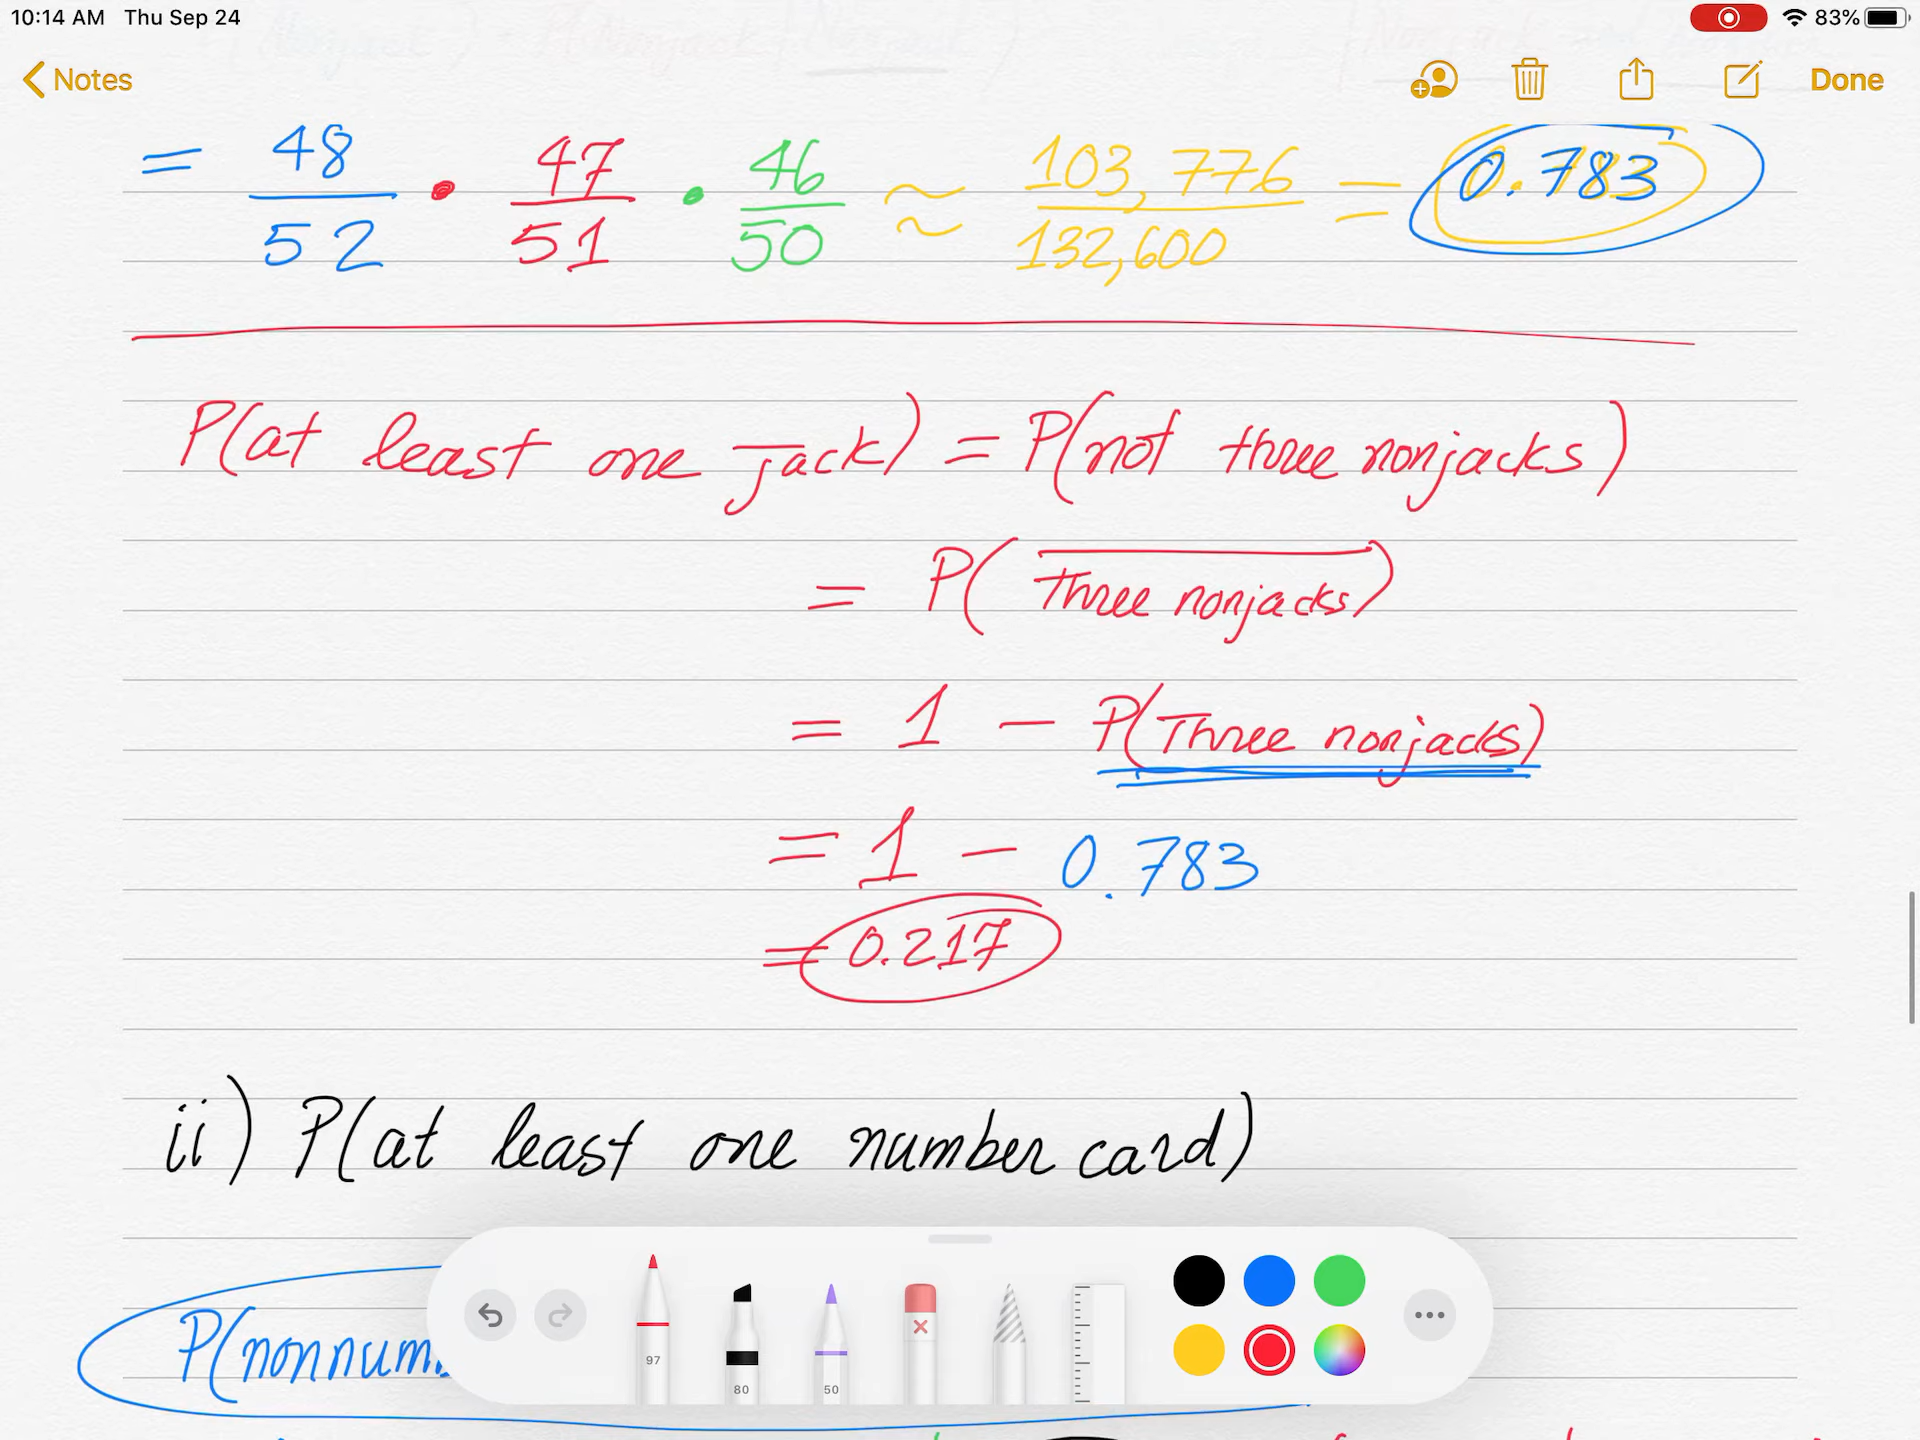 10:14 AM Thu Sep 24 83%
Notes Done
= 48/52 · 47/51 · 46/50 ≈ 103,776/132,600 = 0.783
P(at least one jack) = P(not three nonjacks)
= P(Three nonjacks)
= 1 - P(Three nonjacks)
= 1 - 0.783
= 0.217
ii) P(at least one number card)
P(nonnum
97 80 50